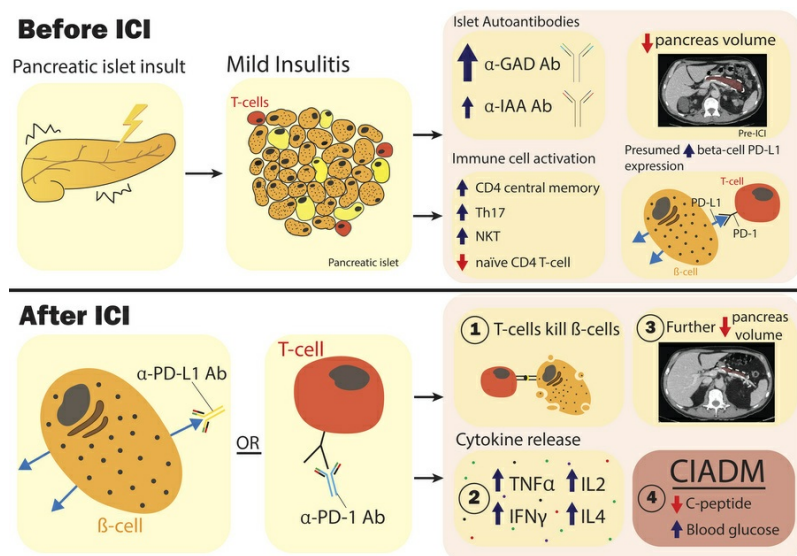 Before ICI
Pancreatic islet insult
Mild Insulitis
T-cells
Pancreatic islet
Islet Autoantibodies
α-GAD Ab
α-IAA Ab
pancreas volume
Pre-ICI
Immune cell activation
CD4 central memory
Th17
NKT
naïve CD4 T-cell
Presumed beta-cell PD-L1
expression
T-cell
PD-L1
PD-1
ß-cell
After ICI
α-PD-L1 Ab
ß-cell
OR
T-cell
α-PD-1 Ab
1 T-cells kill ß-cells
Cytokine release
2
TNFα IL2
IFNγ IL4
3 Further pancreas
volume
4
CIADM
C-peptide
Blood glucose